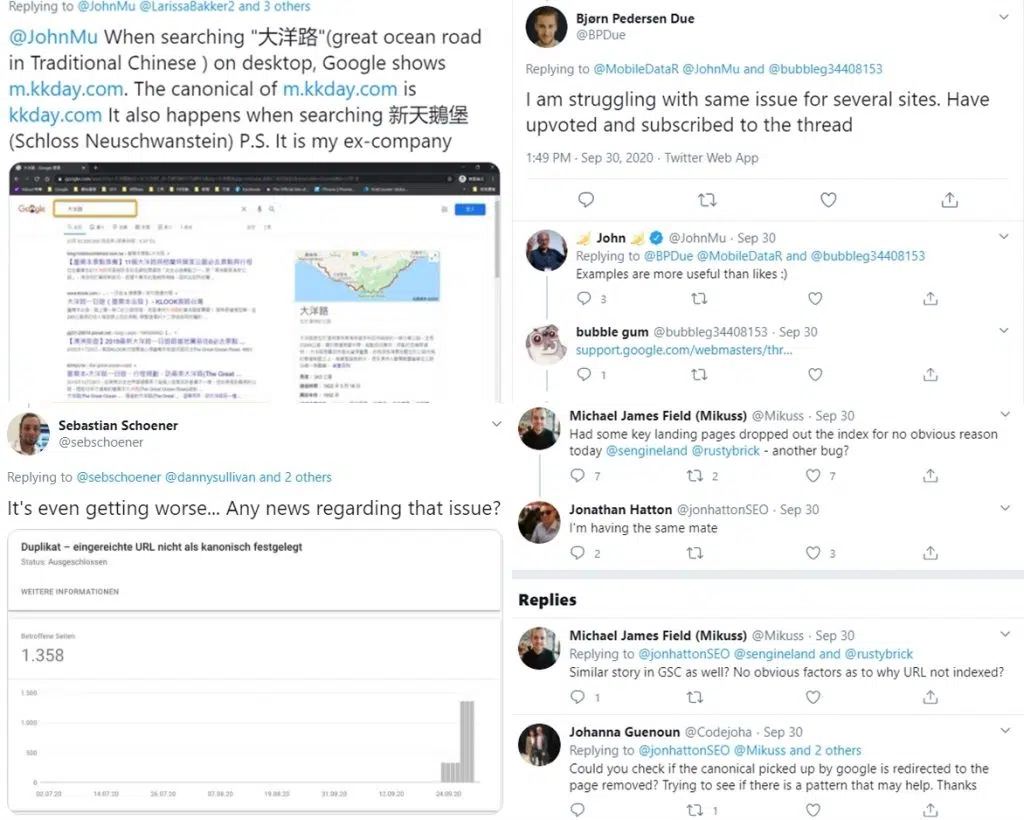 Replying to @JohnMu @LarissaBakker2 and 3 others
@JohnMu When searching "大洋路"(great ocean road
in Traditional Chinese ) on desktop, Google shows
m.kkday.com. The canonical of m.kkday.com is
kkday.com It also happens when searching 新天鵝堡
(Schloss Neuschwanstein) P.S. It is my ex-company
Google
大洋路
大洋路
Sebastian Schoener
@sebschoener
Replying to @sebschoener @dannysullivan and 2 others
It's even getting worse... Any news regarding that issue?
Duplikat – eingereichte URL nicht als kanonisch festgelegt
Status: Ausgeschlossen
WEITERE INFORMATIONEN
Betroffene Seiten
1.358
1.500
1.000
500
0
02.07.20 14.07.20 26.07.20 07.08.20 19.08.20 31.08.20 12.09.20 24.09.20
Bjørn Pedersen Due
@BPDue
Replying to @MobileDataR @JohnMu and @bubbleg34408153
I am struggling with same issue for several sites. Have
upvoted and subscribed to the thread
1:49 PM · Sep 30, 2020 · Twitter Web App
John @JohnMu · Sep 30
Replying to @BPDue @MobileDataR and @bubbleg34408153
Examples are more useful than likes :)
3
bubble gum @bubbleg34408153 · Sep 30
support.google.com/webmasters/thr...
1
Michael James Field (Mikuss) @Mikuss · Sep 30
Had some key landing pages dropped out the index for no obvious reason
today @sengineland @rustybrick - another bug?
7 2 7
Jonathan Hatton @jonhattonSEO · Sep 30
I'm having the same mate
2 3
Replies
Michael James Field (Mikuss) @Mikuss · Sep 30
Replying to @jonhattonSEO @sengineland and @rustybrick
Similar story in GSC as well? No obvious factors as to why URL not indexed?
1
Johanna Guenoun @Codejoha · Sep 30
Replying to @jonhattonSEO @Mikuss and 2 others
Could you check if the canonical picked up by google is redirected to the
page removed? Trying to see if there is a pattern that may help. Thanks
1